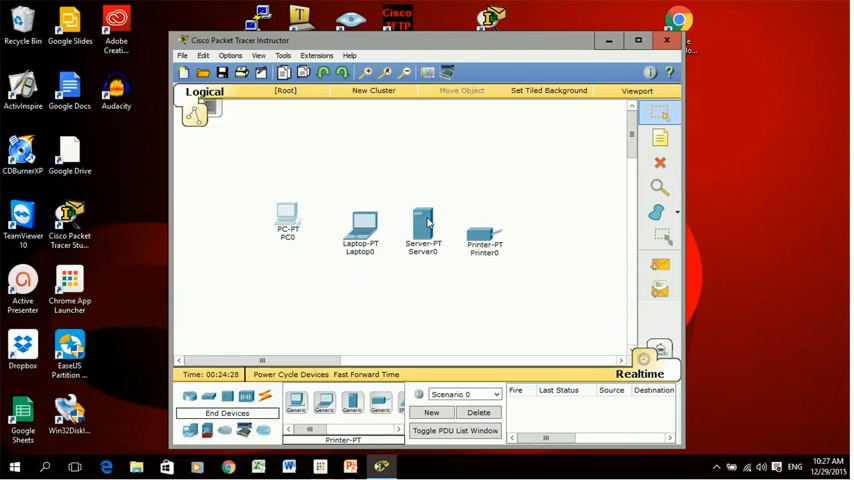 Cisco
TFTP
Recycle Bin
Google Slides
Adobe
Creati...
ActivInspire
Google Docs
Audacity
CDBurnerXP
Google Drive
TeamViewer
10
Cisco Packet
Tracer Stu...
Active
Presenter
Chrome App
Launcher
Dropbox
EaseUS
Partition ...
Google
Sheets
Win32DiskI...
Cisco Packet Tracer Instructor
File Edit Options View Tools Extensions Help
Logical [Root] New Cluster Move Object Set Tiled Background Viewport
PC-PT
PC0
Laptop-PT
Laptop0
Server-PT
Server0
Printer-PT
Printer0
Realtime
Time: 00:24:28 Power Cycle Devices Fast Forward Time
End Devices
Generic Generic Generic Generic
Printer-PT
Scenario 0
New Delete
Toggle PDU List Window
Fire Last Status Source Destination
ENG
10:27 AM
12/29/2015